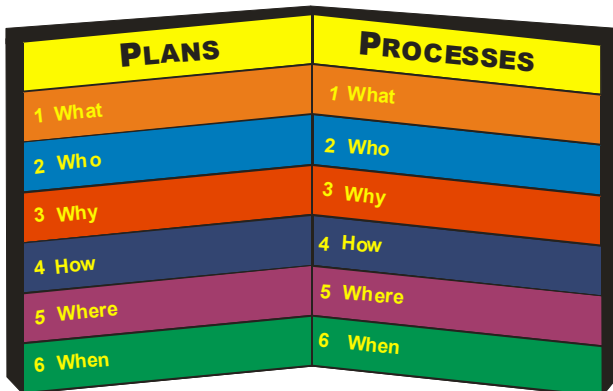 PLANS
1 What
2 Who
3 Why
4 How
5 Where
6 When
PROCESSES
1 What
2 Who
3 Why
4 How
5 Where
6 When